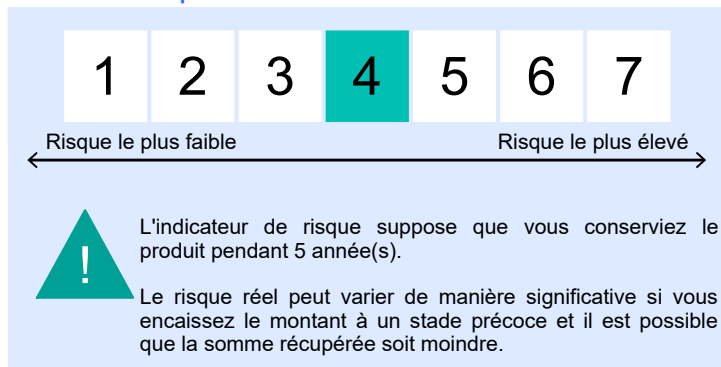 1 2 3 4 5 6 7
Risque le plus faible Risque le plus élevé
L'indicateur de risque suppose que vous conserviez le
produit pendant 5 année(s).
!
Le risque réel peut varier de manière significative si vous
encaissez le montant à un stade précoce et il est possible
que la somme récupérée soit moindre.